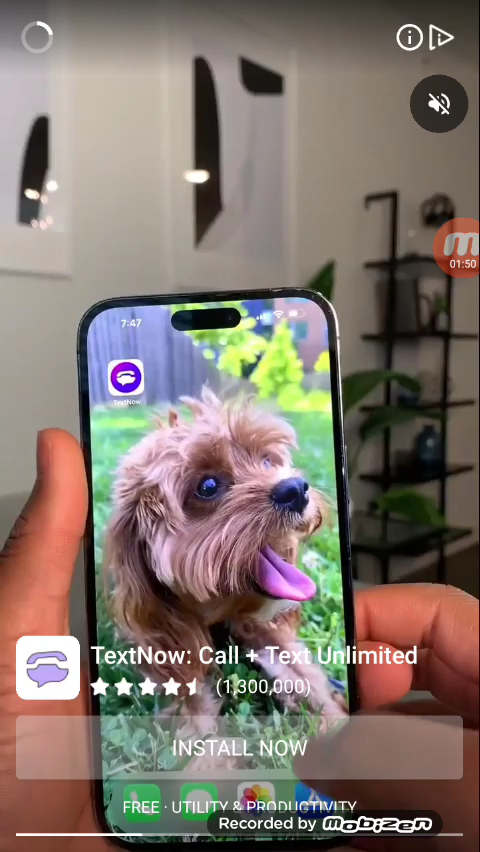 01:50
7:47
TextNow
TextNow: Call + Text Unlimited
(1,300,000)
INSTALL NOW
FREE · UTILITY & PRODUCTIVITY
Recorded by mobizen